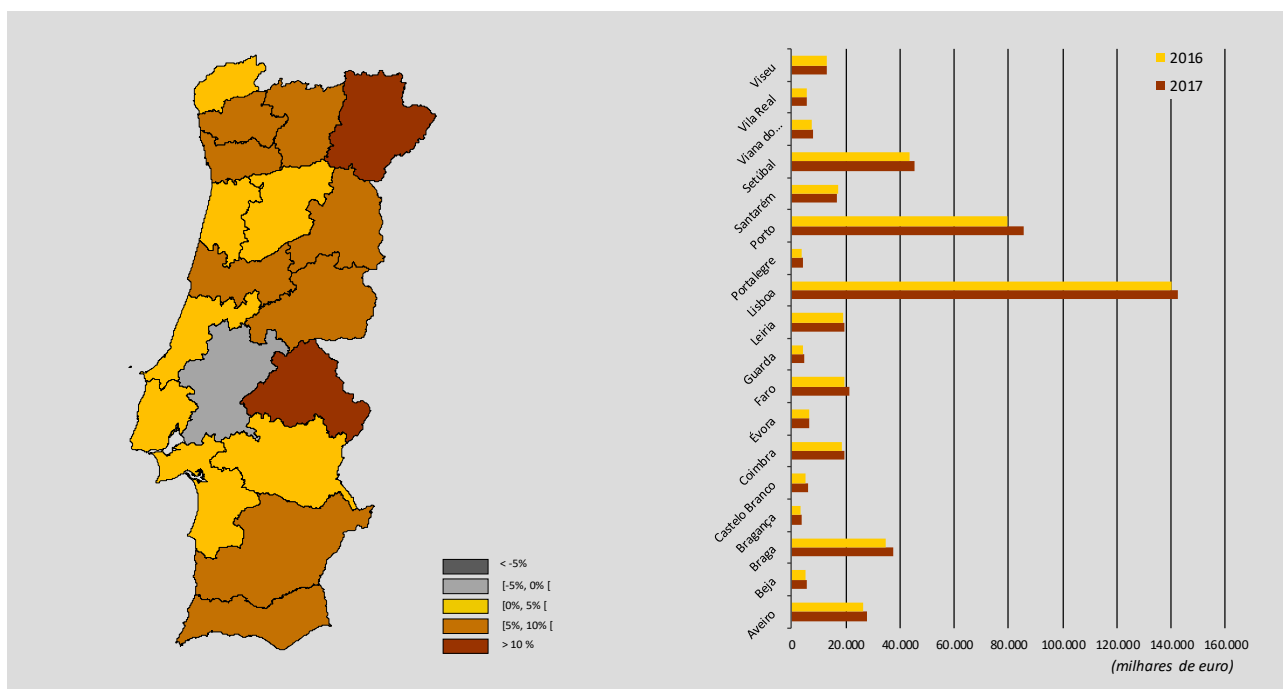 < -5%
[-5%, 0% [
[0%, 5% [
[5%, 10% [
> 10 %
2016
2017
Viseu
Vila Real
Viana do...
Setúbal
Santarém
Porto
Portalegre
Lisboa
Leiria
Guarda
Faro
Évora
Coimbra
Castelo Branco
Bragança
Braga
Beja
Aveiro
0 20.000 40.000 60.000 80.000 100.000 120.000 140.000 160.000
(milhares de euro)